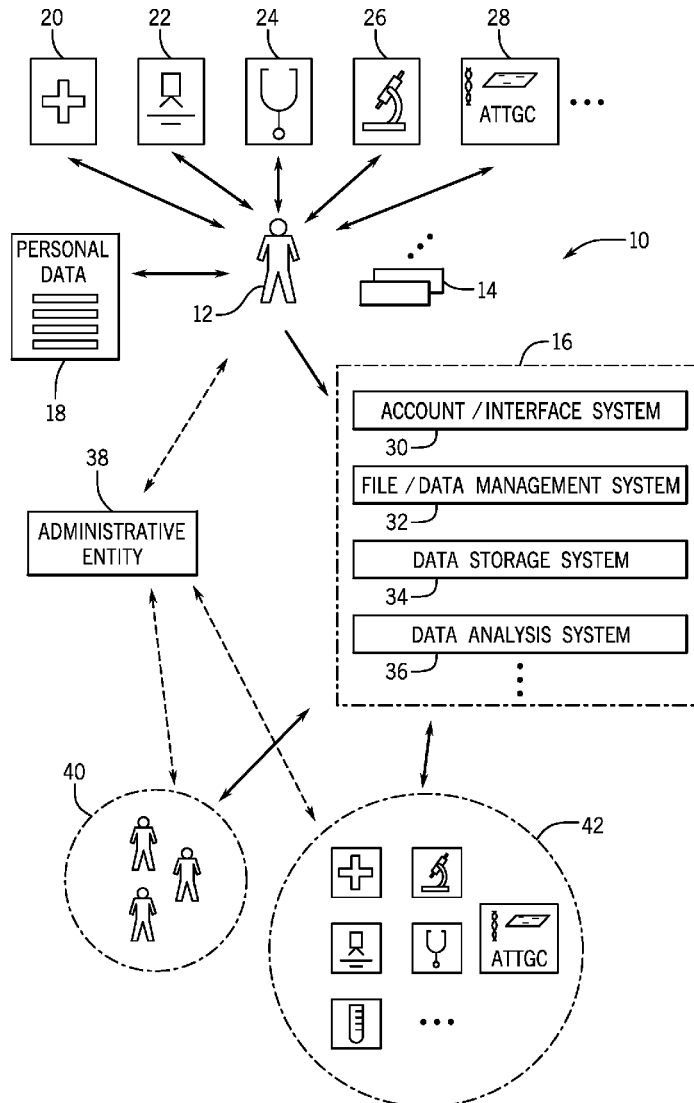 20
22
24
26
28
ATTGC
PERSONAL
DATA
10
12
14
18
16
ACCOUNT / INTERFACE SYSTEM
30
FILE / DATA MANAGEMENT SYSTEM
32
DATA STORAGE SYSTEM
34
DATA ANALYSIS SYSTEM
36
38
ADMINISTRATIVE
ENTITY
40
42
ATTGC